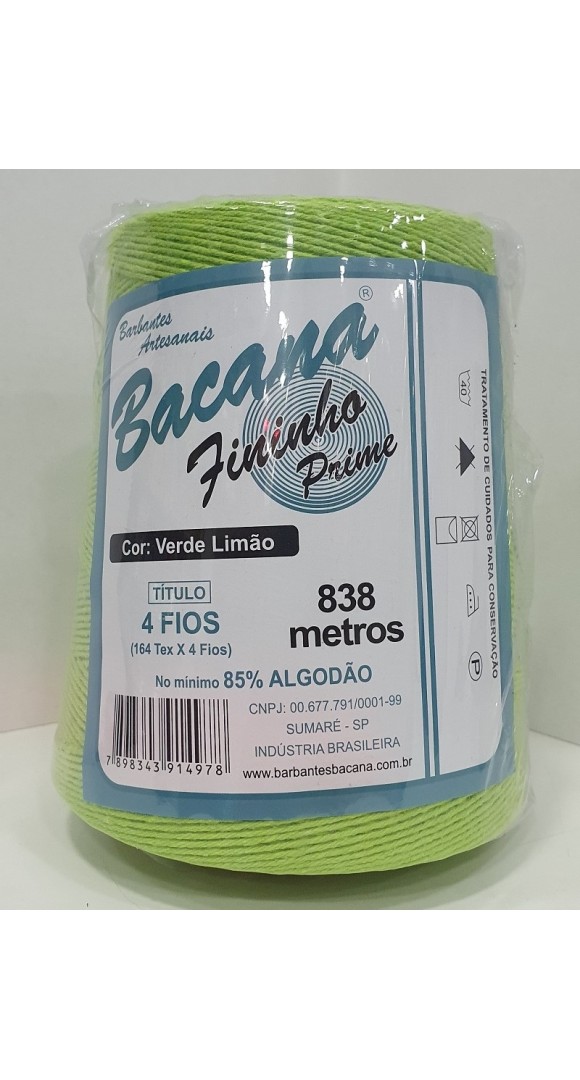 Barbantes
Artesanais
Bacana®
Fininho
Prime
Cor: Verde Limão
TÍTULO
4 FIOS
(164 Tex X 4 Fios)
838
metros
No mínimo 85% ALGODÃO
CNPJ: 00.677.791/0001-99
SUMARÉ - SP
INDÚSTRIA BRASILEIRA
www.barbantesbacana.com.br
7 898343 914978
TRATAMENTO DE CUIDADOS PARA CONSERVAÇÃO
40
P